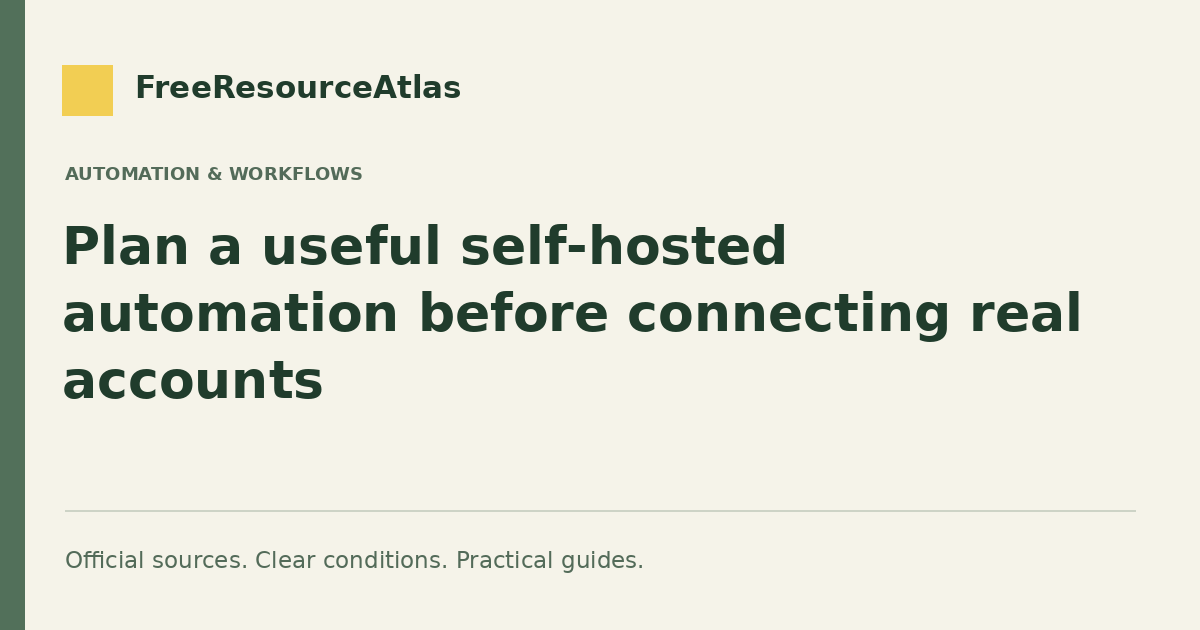 FreeResourceAtlas
AUTOMATION & WORKFLOWS
Plan a useful self-hosted
automation before connecting real
accounts
Official sources. Clear conditions. Practical guides.